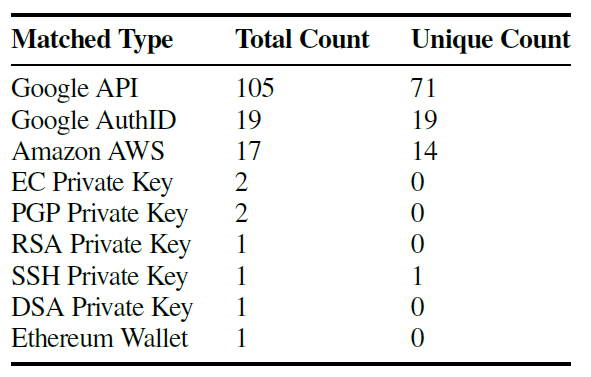 Matched Type Total Count Unique Count
Google API 105 71
Google AuthID 19 19
Amazon AWS 17 14
EC Private Key 2 0
PGP Private Key 2 0
RSA Private Key 1 0
SSH Private Key 1 1
DSA Private Key 1 0
Ethereum Wallet 1 0